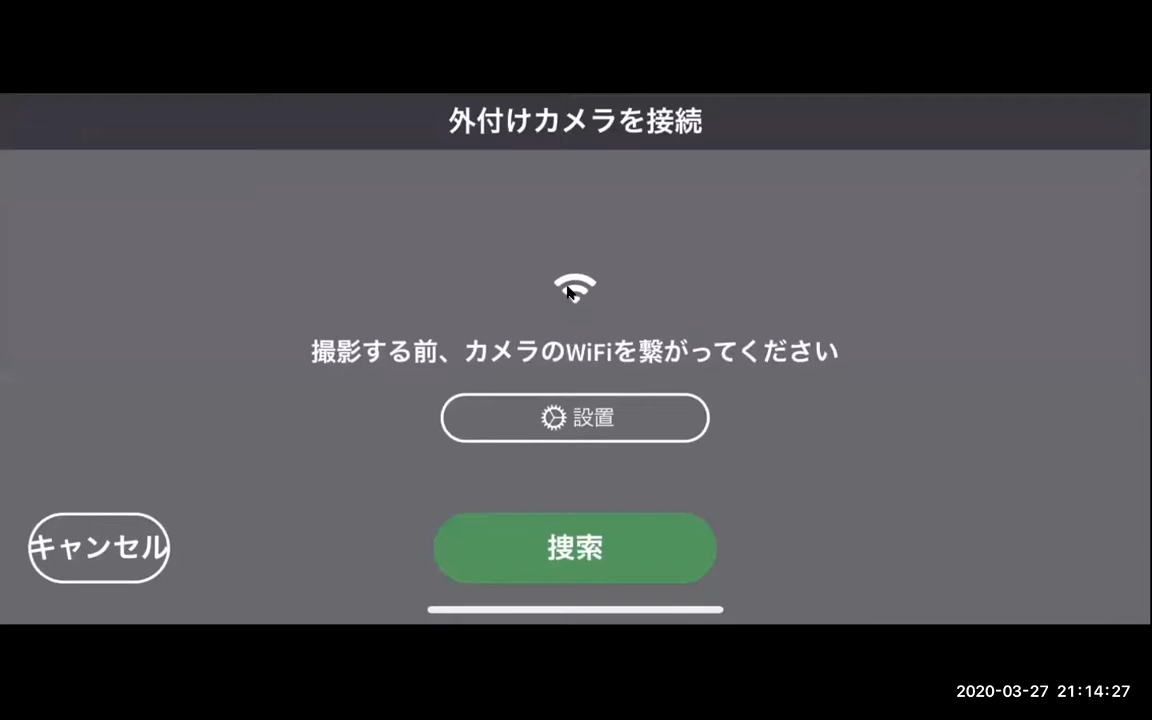 外付けカメラを接続
撮影する前、カメラのWiFiを繋がってください
設置
キャンセル
捜索
2020-03-27 21:14:27